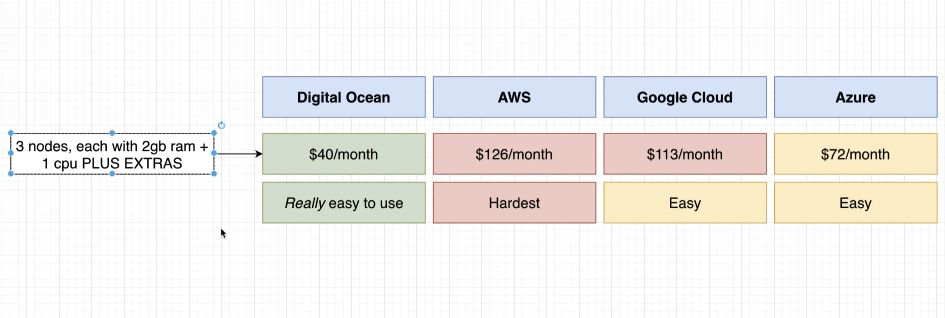 Digital Ocean
AWS
Google Cloud
Azure
3 nodes, each with 2gb ram +
1 cpu PLUS EXTRAS
$40/month
$126/month
$113/month
$72/month
Really easy to use
Hardest
Easy
Easy